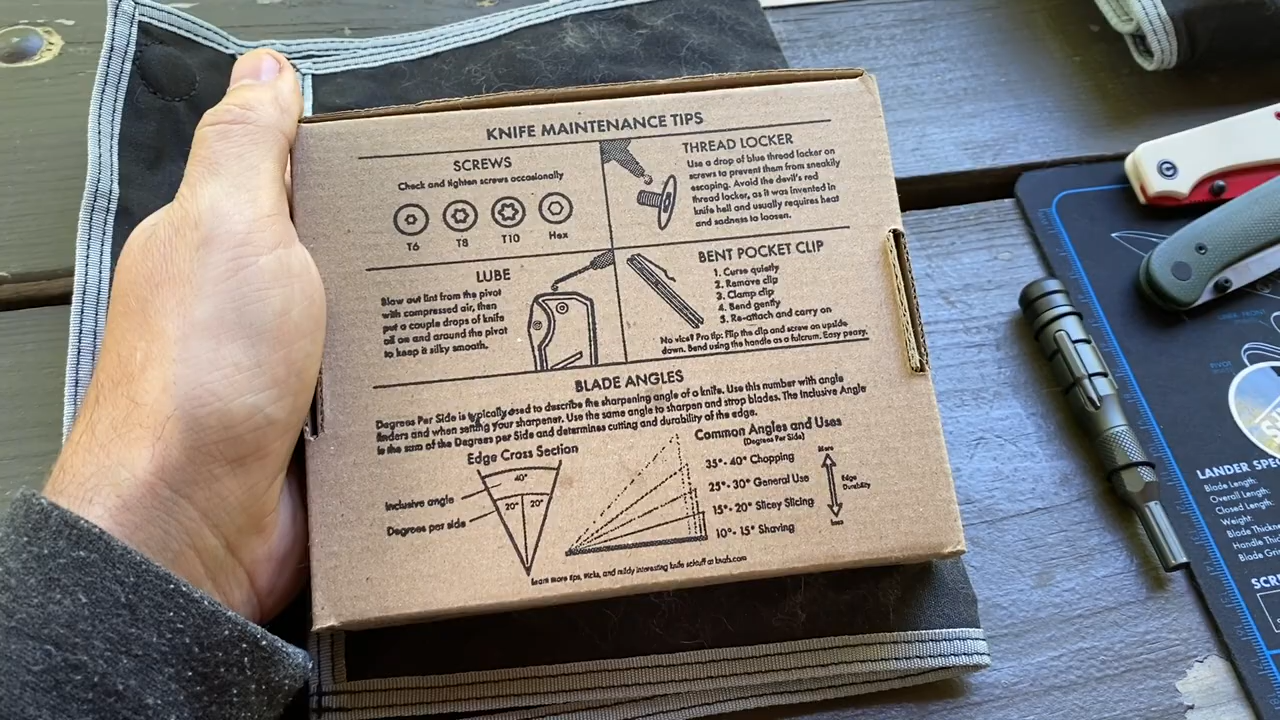 KNIFE MAINTENANCE TIPS
SCREWS
Check and tighten screws occasionally
T6
T8
T10
Hex
THREAD LOCKER
Use a drop of blue thread locker on
screws to prevent them from sneakily
escaping. Avoid the devil's red
thread locker, as it was invented in
knife hell and usually requires heat
and sadness to loosen.
LUBE
Blow out lint from the pivot
with compressed air, then
put a couple drops of knife
oil on and around the pivot
to keep it silky smooth.
BENT POCKET CLIP
1. Curse quietly
2. Remove clip
3. Clamp clip
4. Bend gently
5. Re-attach and carry on
No vice? Pro tip: Flip the clip and screw on upside
down. Bend using the handle as a fulcrum. Easy peasy.
BLADE ANGLES
Degrees Per Side is typically used to describe the sharpening angle of a knife. Use this number with angle
finders and when setting your sharpener. Use the same angle to sharpen and strop blades. The Inclusive Angle
is the sum of the Degrees per Side and determines cutting and durability of the edge.
Edge Cross Section
Inclusive angle
Degrees per side
40°
20°
20°
Common Angles and Uses
(Degrees Per Side)
35°- 40° Chopping
25°- 30° General Use
15°- 20° Slicey Slicing
10°- 15° Shaving
More
Edge
Durability
Less
Learn more tips, tricks, and mildly interesting knife schtuff at knafs.com
LANDER SPE
Blade Length:
Overall Length:
Closed Length:
Weight:
Blade Thickn
Handle Thic
Blade Grin
SCR